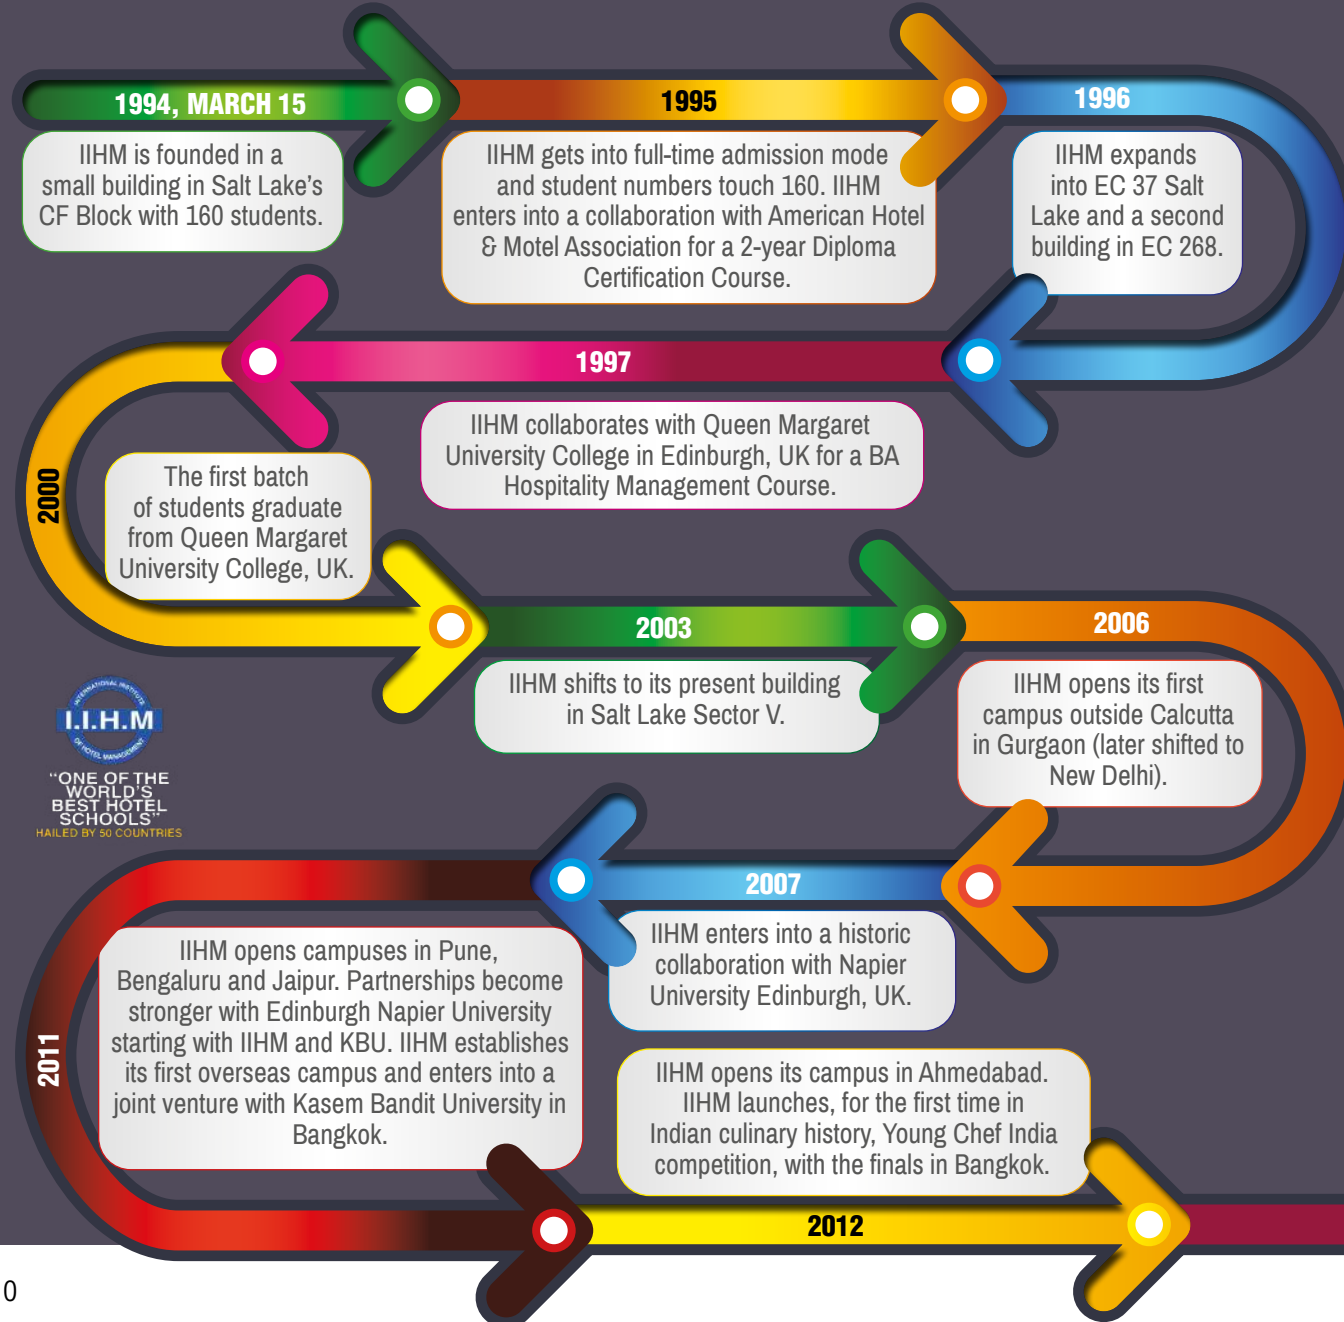 1994, MARCH 15
IIHM is founded in a
small building in Salt Lake’s
CF Block with 160 students.
1995
IIHM gets into full-time admission mode
and student numbers touch 160. IIHM
enters into a collaboration with American Hotel
& Motel Association for a 2-year Diploma
Certification Course.
1996
IIHM expands
into EC 37 Salt
Lake and a second
building in EC 268.
1997
IIHM collaborates with Queen Margaret
University College in Edinburgh, UK for a BA
Hospitality Management Course.
2000
The first batch
of students graduate
from Queen Margaret
University College, UK.
2003
IIHM shifts to its present building
in Salt Lake Sector V.
2006
IIHM opens its first
campus outside Calcutta
in Gurgaon (later shifted to
New Delhi).
INTERNATIONAL INSTITUTE
I.I.H.M
OF HOTEL MANAGEMENT
“ONE OF THE
WORLD’S
BEST HOTEL
SCHOOLS”
HAILED BY 50 COUNTRIES
2007
IIHM enters into a historic
collaboration with Napier
University Edinburgh, UK.
2011
IIHM opens campuses in Pune,
Bengaluru and Jaipur. Partnerships become
stronger with Edinburgh Napier University
starting with IIHM and KBU. IIHM establishes
its first overseas campus and enters into a
joint venture with Kasem Bandit University in
Bangkok.
IIHM opens its campus in Ahmedabad.
IIHM launches, for the first time in
Indian culinary history, Young Chef India
competition, with the finals in Bangkok.
2012
0